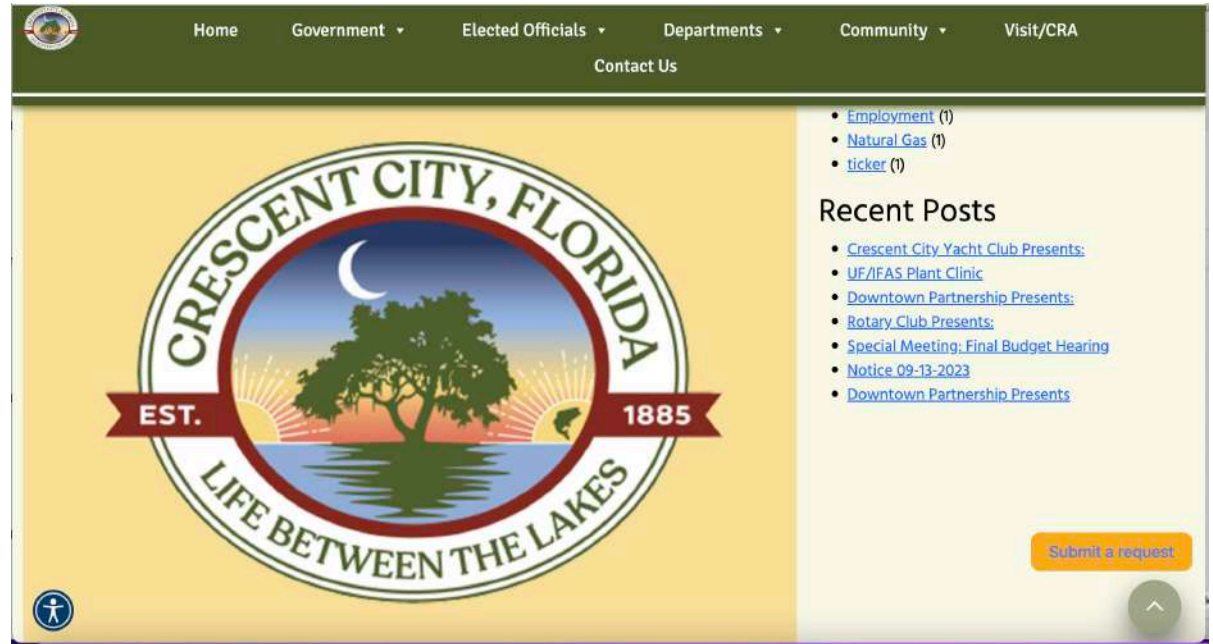 Home Government Elected Officials Departments Community Visit/CRA
Contact Us
CRESCENT CITY, FLORIDA
EST. 1885
LIFE BETWEEN THE LAKES
Employment (1)
Natural Gas (1)
ticker (1)
Recent Posts
Crescent City Yacht Club Presents:
UF/IFAS Plant Clinic
Downtown Partnership Presents:
Rotary Club Presents:
Special Meeting: Final Budget Hearing
Notice 09-13-2023
Downtown Partnership Presents
Submit a request